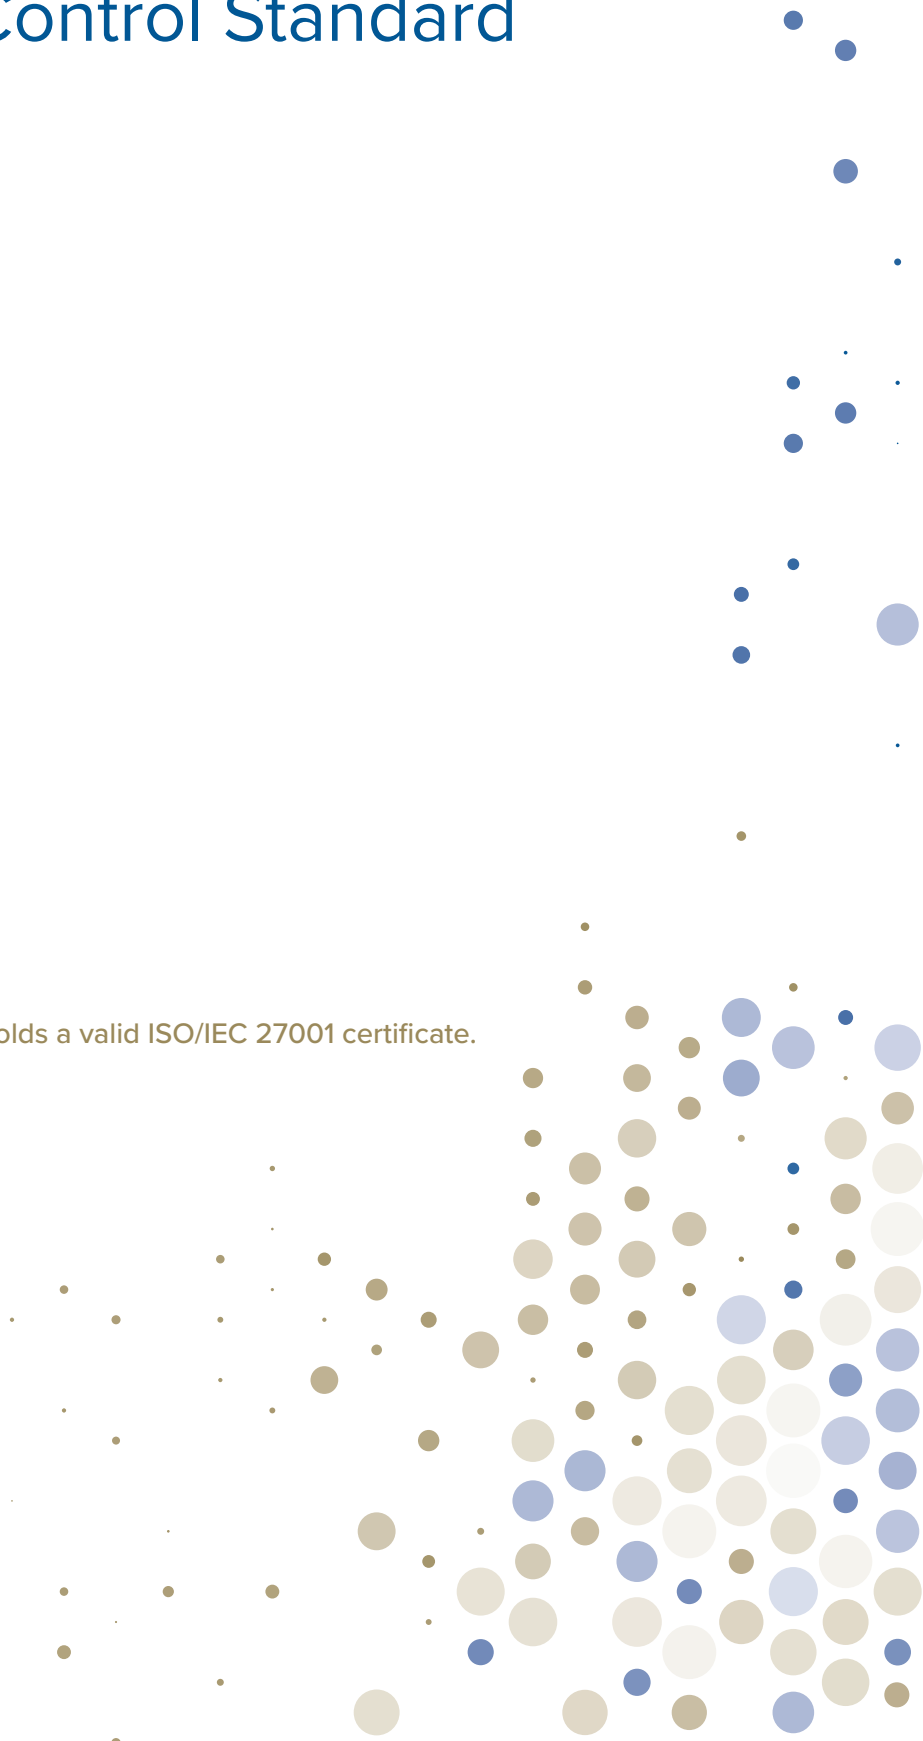 Control Standard
olds a valid ISO/IEC 27001 certificate.